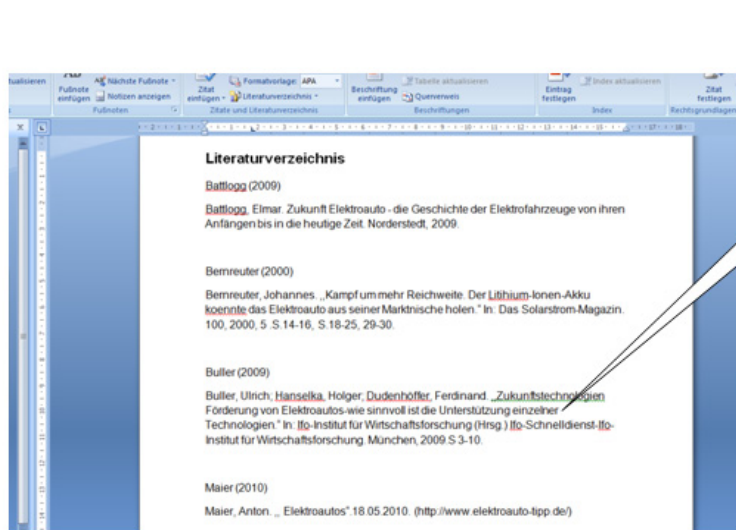 tualisieren
AB
Nächste Fußnote
Fußnote einfügen
Notizen anzeigen
Fußnoten
Zitat einfügen
Formatvorlage: APA
Literaturverzeichnis
Zitate und Literaturverzeichnis
Beschriftung einfügen
Tabelle aktualisieren
Querverweis
Beschriftungen
Eintrag festlegen
Index aktualisieren
Index
Zitat festlegen
Rechtsgrundlagen
Literaturverzeichnis
Battlogg (2009)
Battlogg, Elmar. Zukunft Elektroauto - die Geschichte der Elektrofahrzeuge von ihren
Anfängen bis in die heutige Zeit. Norderstedt, 2009.
Bernreuter (2000)
Bernreuter, Johannes. „Kampf um mehr Reichweite. Der Litihium-Ionen-Akku
koennte das Elektroauto aus seiner Marktnische holen." In: Das Solarstrom-Magazin.
100, 2000, 5 .S.14-16, S.18-25, 29-30.
Buller (2009)
Buller, Ulrich; Hanselka, Holger; Dudenhöffer, Ferdinand. „Zukunftstechnologien
Förderung von Elektroautos-wie sinnvoll ist die Unterstützung einzelner
Technologien." In: Ifo-Institut für Wirtschaftsforschung (Hrsg.) Ifo-Schnelldienst-Ifo-
Institut für Wirtschaftsforschung. München, 2009.S 3-10.
Maier (2010)
Maier, Anton. „ Elektroautos".18.05.2010. (http://www.elektroauto-tipp.de/)